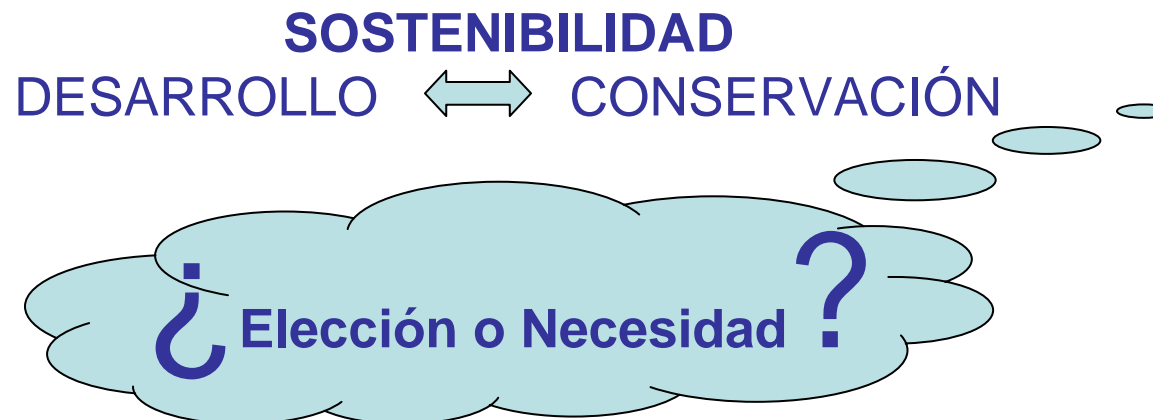 SOSTENIBILIDAD
DESARROLLO CONSERVACIÓN
¿Elección o Necesidad?